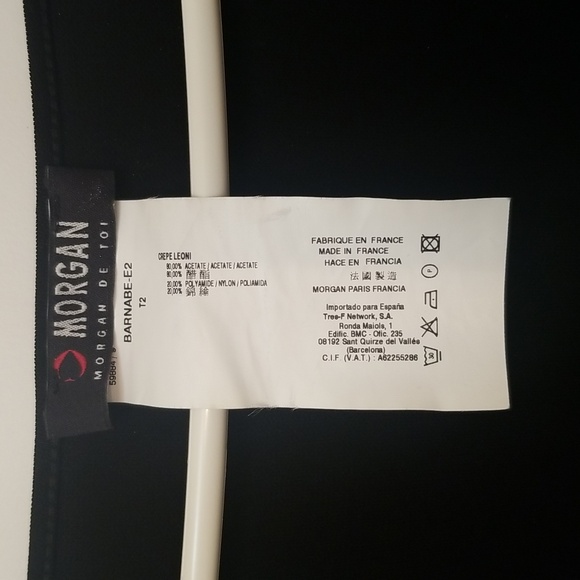 MORGAN
MORGAN DE TOI
BARNABE-E2
T2
CREPE LEONI
80,00% ACETATE / ACETATE / ACETATE
80,00% 醋酯
20,00% POLYAMIDE / NYLON / POLIAMIDA
20,00% 錦綸
FABRIQUE EN FRANCE
MADE IN FRANCE
HACE EN FRANCIA
法國製造
MORGAN PARIS FRANCIA
Importado para España
Tres-F Network, S.A.
Ronda Maiols, 1
Edific. BMC - Ofic. 235
08192 Sant Quirze del Vallés
(Barcelona)
C.I.F (V.A.T.) : A62255286
P
30